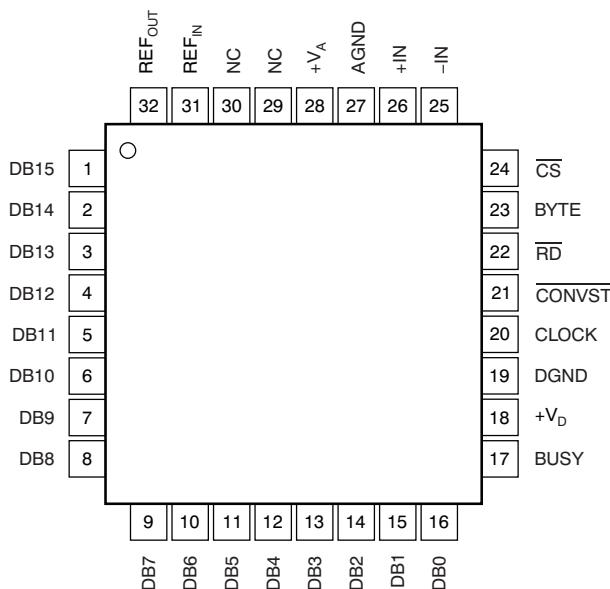 REF_OUT REF_IN NC NC +V_A AGND +IN –IN
32 31 30 29 28 27 26 25
DB15 1 24 C̅S̅
DB14 2 23 BYTE
DB13 3 22 R̅D̅
DB12 4 21 C̅O̅N̅V̅S̅T̅
DB11 5 20 CLOCK
DB10 6 19 DGND
DB9 7 18 +V_D
DB8 8 17 BUSY
9 10 11 12 13 14 15 16
DB7 DB6 DB5 DB4 DB3 DB2 DB1 DB0